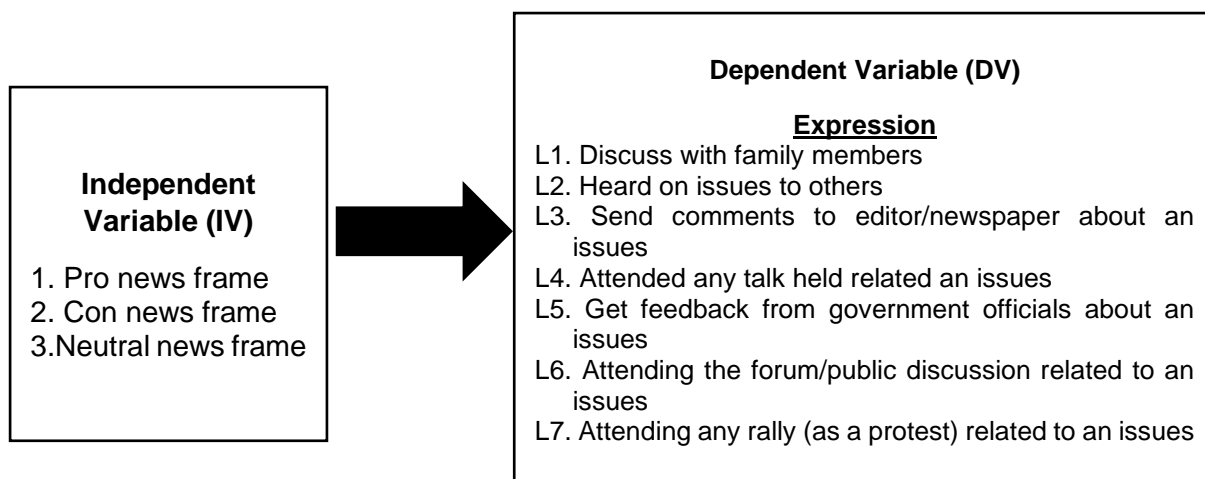 Independent
Variable (IV)
1. Pro news frame
2. Con news frame
3.Neutral news frame
Dependent Variable (DV)
Expression
L1. Discuss with family members
L2. Heard on issues to others
L3. Send comments to editor/newspaper about an
issues
L4. Attended any talk held related an issues
L5. Get feedback from government officials about an
issues
L6. Attending the forum/public discussion related to an
issues
L7. Attending any rally (as a protest) related to an issues